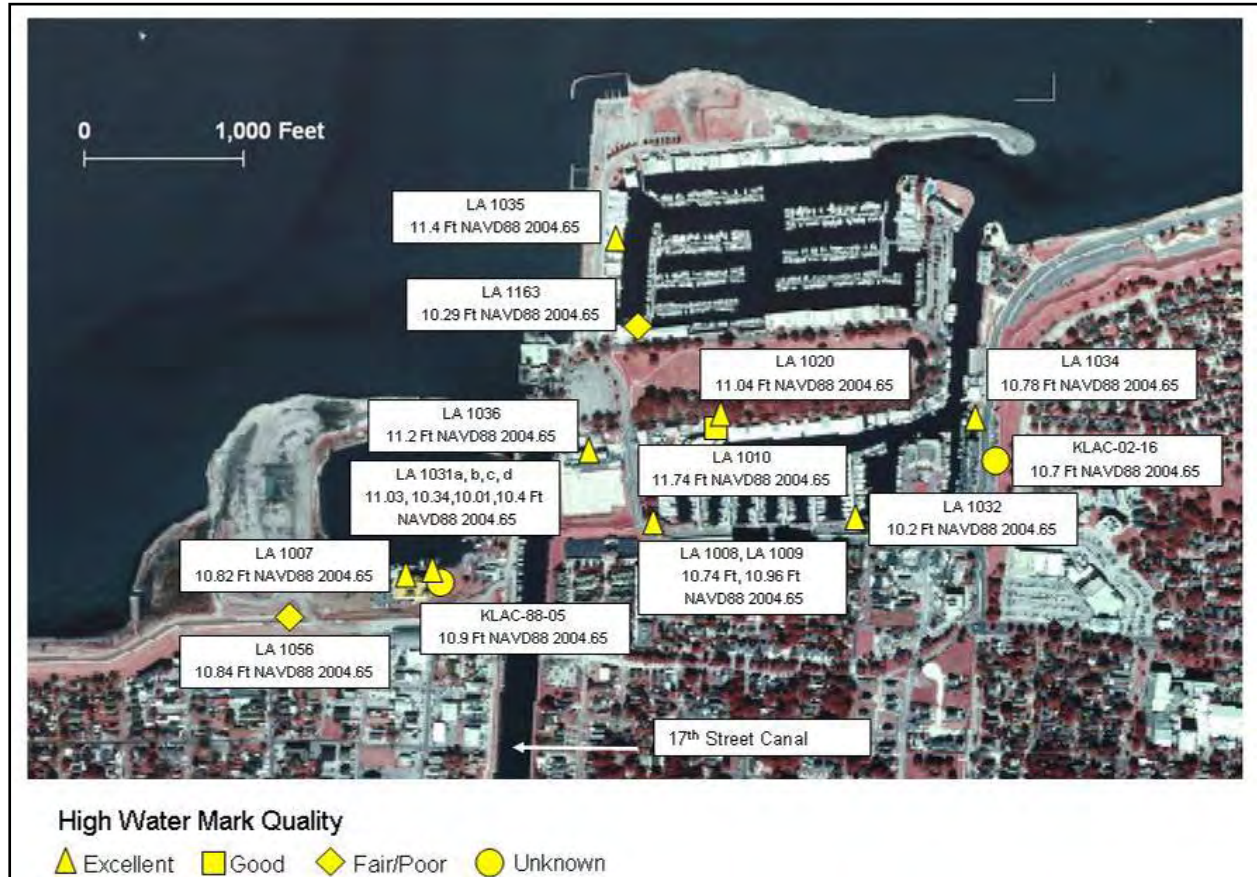 0 1,000 Feet
LA 1035
11.4 Ft NAVD88 2004.65
LA 1163
10.29 Ft NAVD88 2004.65
LA 1020
11.04 Ft NAVD88 2004.65
LA 1034
10.78 Ft NAVD88 2004.65
LA 1036
11.2 Ft NAVD88 2004.65
KLAC-02-16
10.7 Ft NAVD88 2004.65
LA 1010
11.74 Ft NAVD88 2004.65
LA 1031a, b, c, d
11.03, 10.34,10.01,10.4 Ft
NAVD88 2004.65
LA 1032
10.2 Ft NAVD88 2004.65
LA 1007
10.82 Ft NAVD88 2004.65
LA 1008, LA 1009
10.74 Ft, 10.96 Ft
NAVD88 2004.65
KLAC-88-05
10.9 Ft NAVD88 2004.65
LA 1056
10.84 Ft NAVD88 2004.65
17th Street Canal
High Water Mark Quality
Excellent Good Fair/Poor Unknown